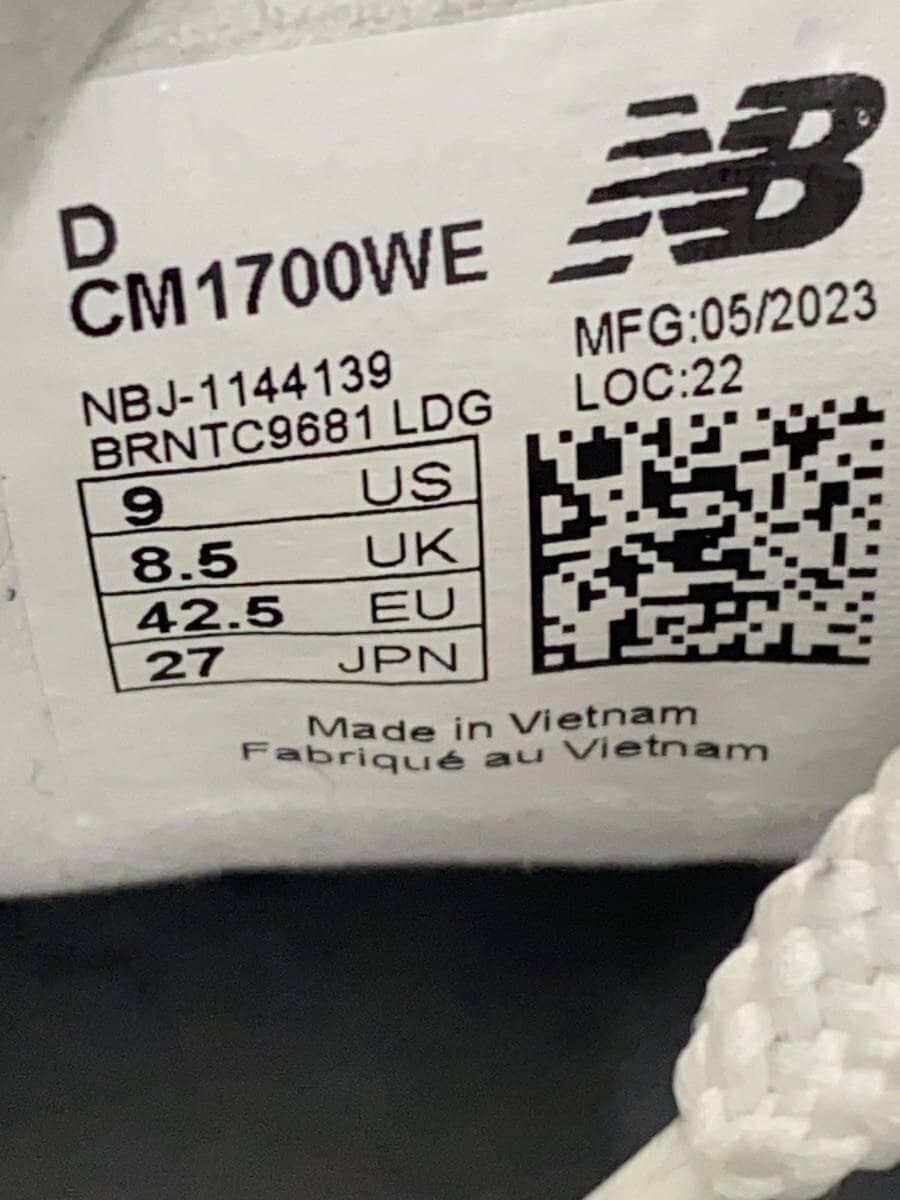 NB
D
CM1700WE
NBJ-1144139
BRNTC9681 LDG
MFG:05/2023
LOC:22
9 US
8.5 UK
42.5 EU
27 JPN
Made in Vietnam
Fabriqué au Vietnam